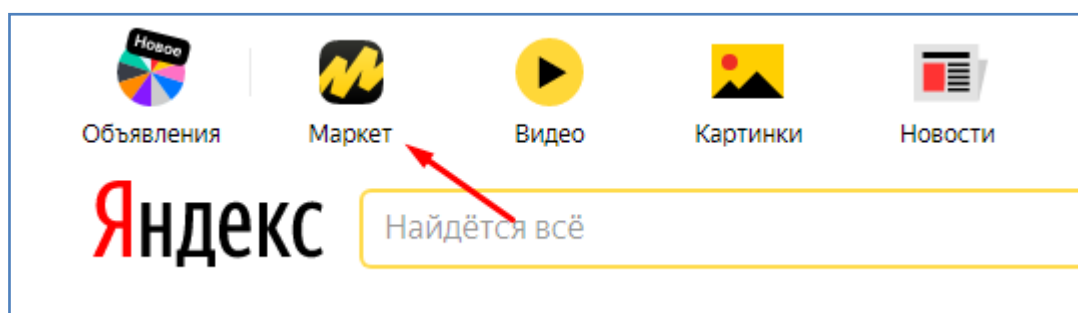 Новое
Объявления Маркет Видео Картинки Новости
Яндекс Найдётся всё